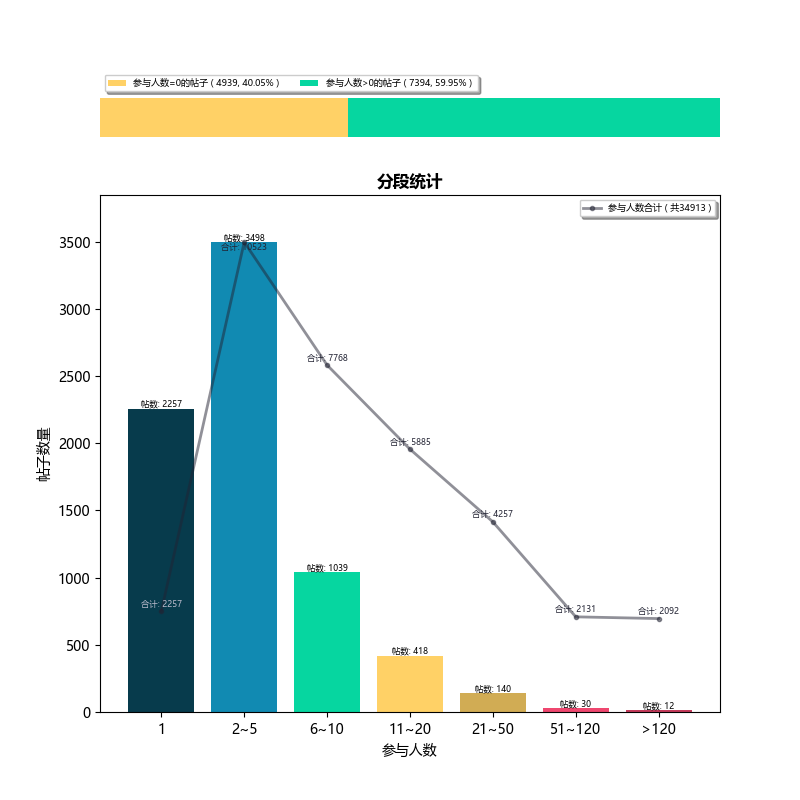 参与人数=0的帖子 ( 4939, 40.05% ) 参与人数>0的帖子 ( 7394, 59.95% )
分段统计
参与人数合计 ( 共34913 )
3500
3000
2500
2000
1500
1000
500
0
帖子数量
帖数: 3498
合计: 10523
合计: 7768
帖数: 2257
合计: 5885
合计: 4257
帖数: 1039
合计: 2257
合计: 2131
合计: 2092
帖数: 418
帖数: 140
帖数: 30
帖数: 12
1 2~5 6~10 11~20 21~50 51~120 >120
参与人数